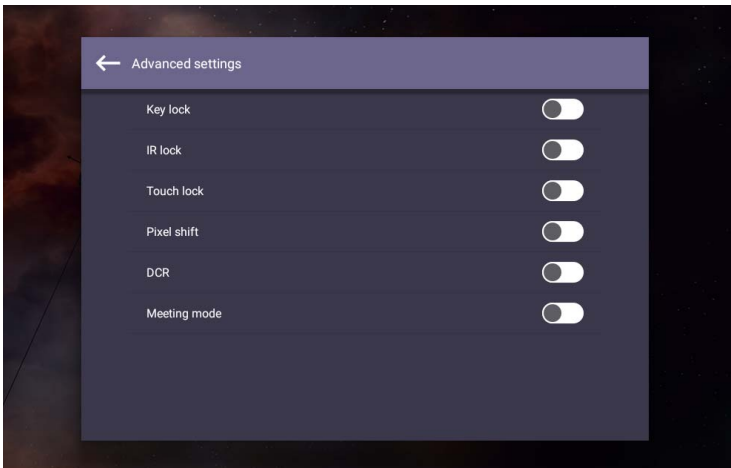 Advanced settings
Key lock
IR lock
Touch lock
Pixel shift
DCR
Meeting mode